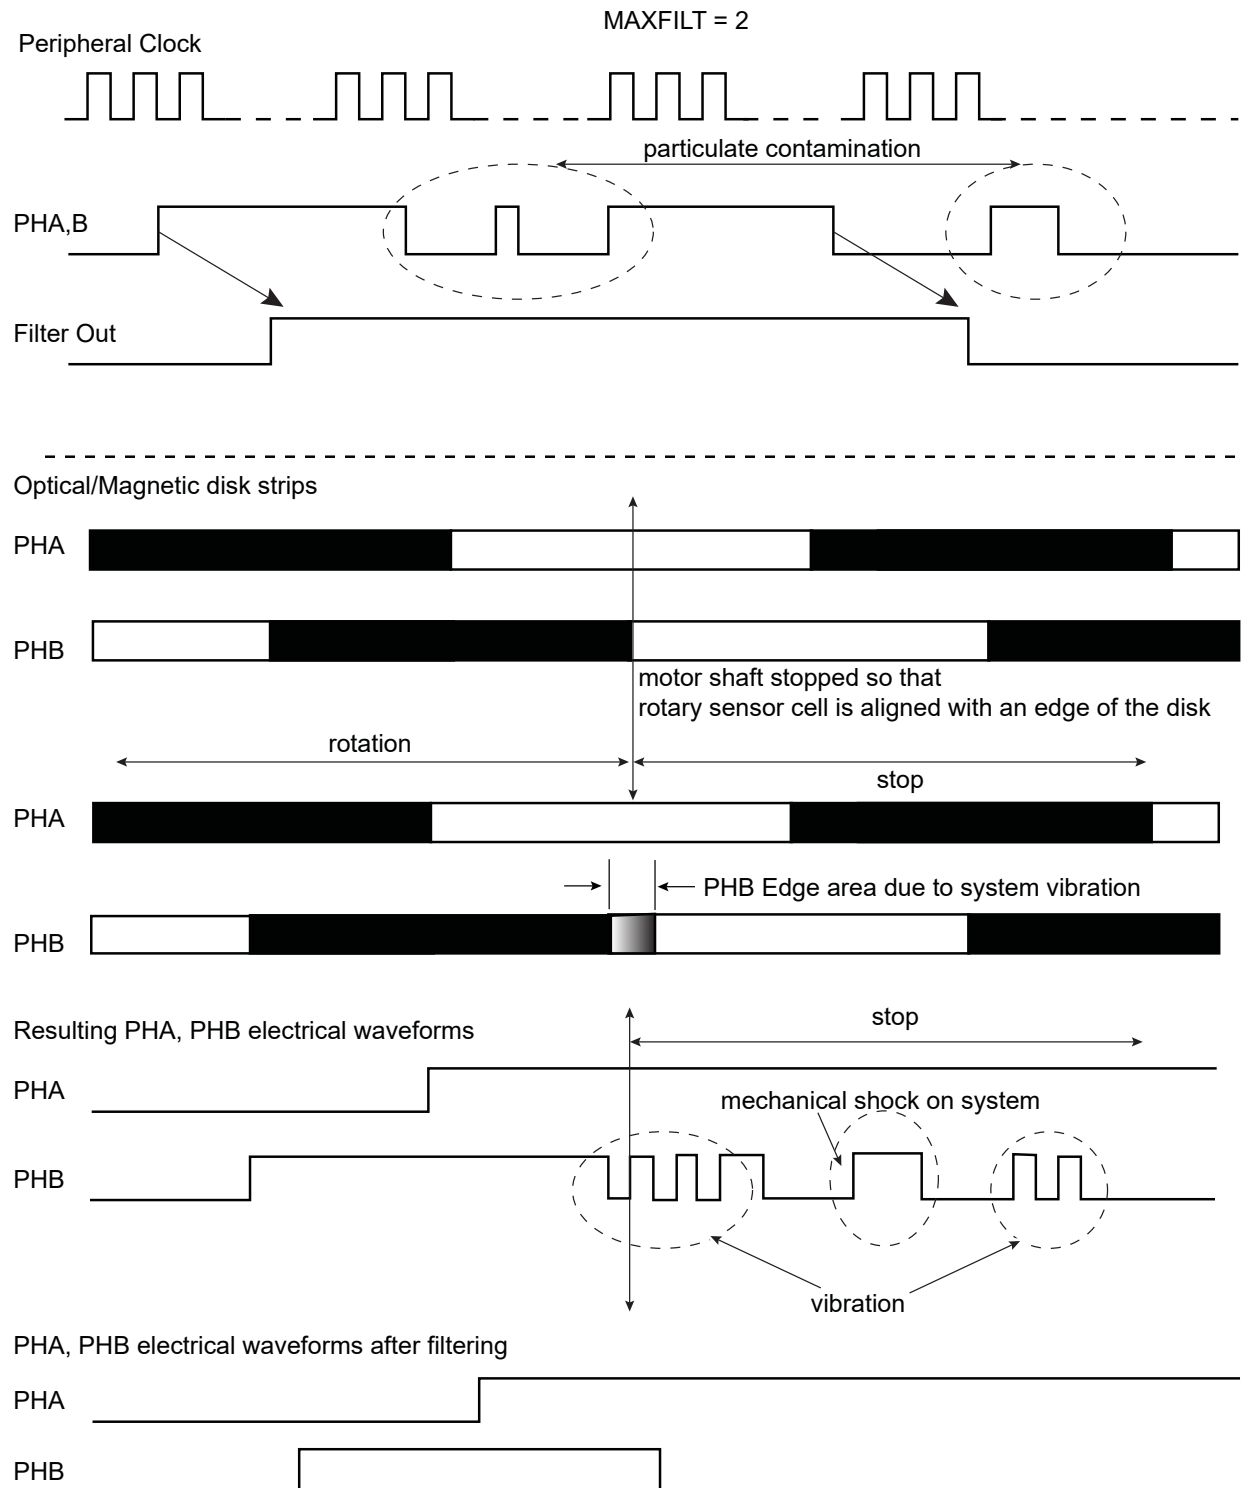 MAXFILT = 2
Peripheral Clock
particulate contamination
PHA,B
Filter Out
Optical/Magnetic disk strips
PHA
PHB
motor shaft stopped so that
rotary sensor cell is aligned with an edge of the disk
rotation
stop
PHA
PHB Edge area due to system vibration
PHB
stop
Resulting PHA, PHB electrical waveforms
PHA
mechanical shock on system
PHB
vibration
PHA, PHB electrical waveforms after filtering
PHA
PHB